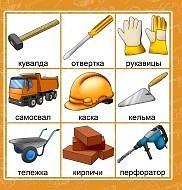 кувалда отвертка рукавицы
самосвал каска кельма
тележка кирпичи перфоратор